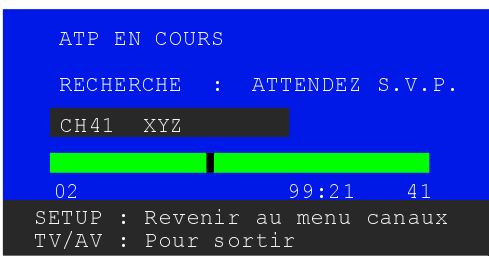 ATP EN COURS
RECHERCHE : ATTENDEZ S.V.P.
CH41 XYZ
02 99:21 41
SETUP : Revenir au menu canaux
TV/AV : Pour sortir